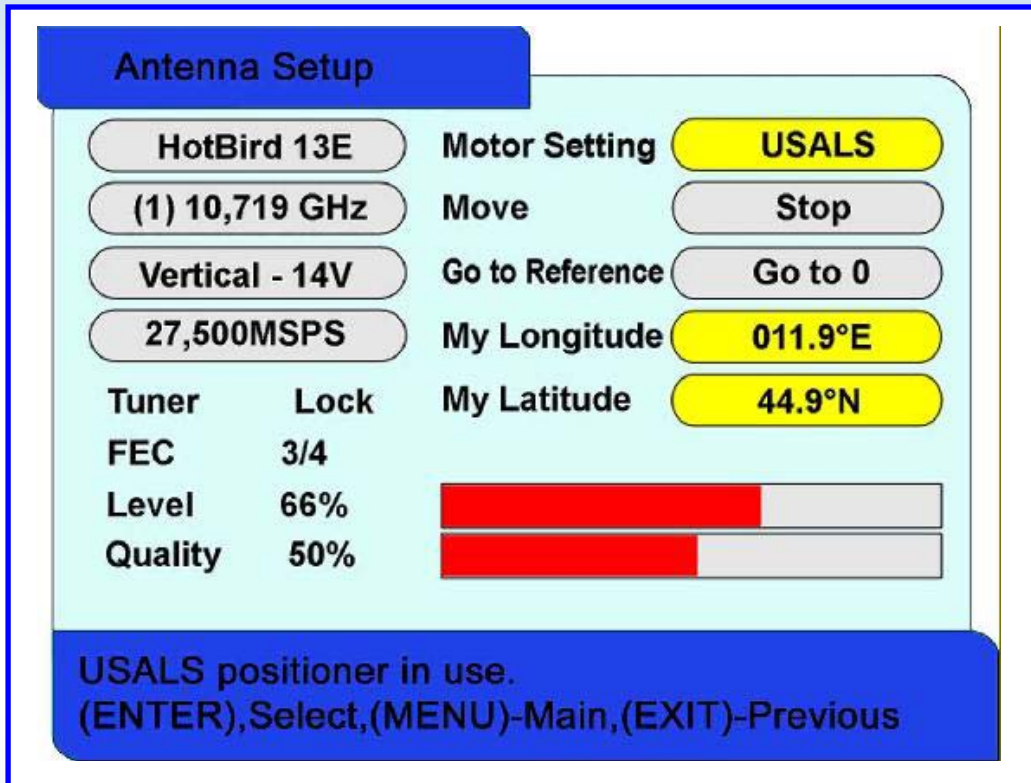 Antenna Setup
HotBird 13E
(1) 10,719 GHz
Vertical - 14V
27,500MSPS
Tuner Lock
FEC 3/4
Level 66%
Quality 50%
Motor Setting USALS
Move Stop
Go to Reference Go to 0
My Longitude 011.9°E
My Latitude 44.9°N
USALS positioner in use.
(ENTER),Select,(MENU)-Main,(EXIT)-Previous